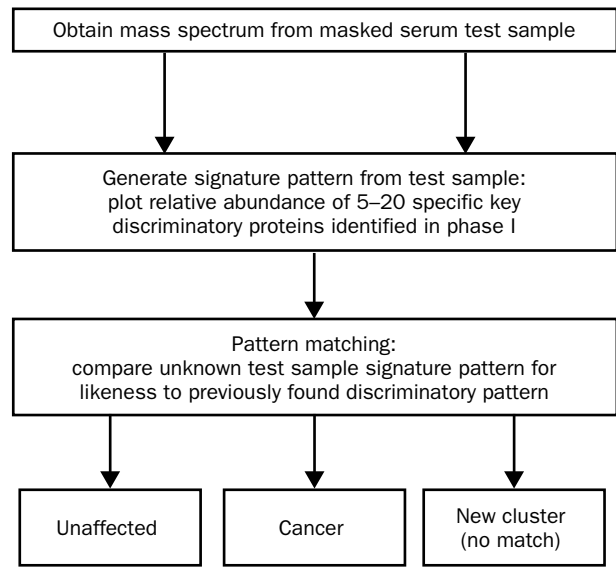 Obtain mass spectrum from masked serum test sample
Generate signature pattern from test sample:
plot relative abundance of 5–20 specific key
discriminatory proteins identified in phase I
Pattern matching:
compare unknown test sample signature pattern for
likeness to previously found discriminatory pattern
Unaffected
Cancer
New cluster
(no match)